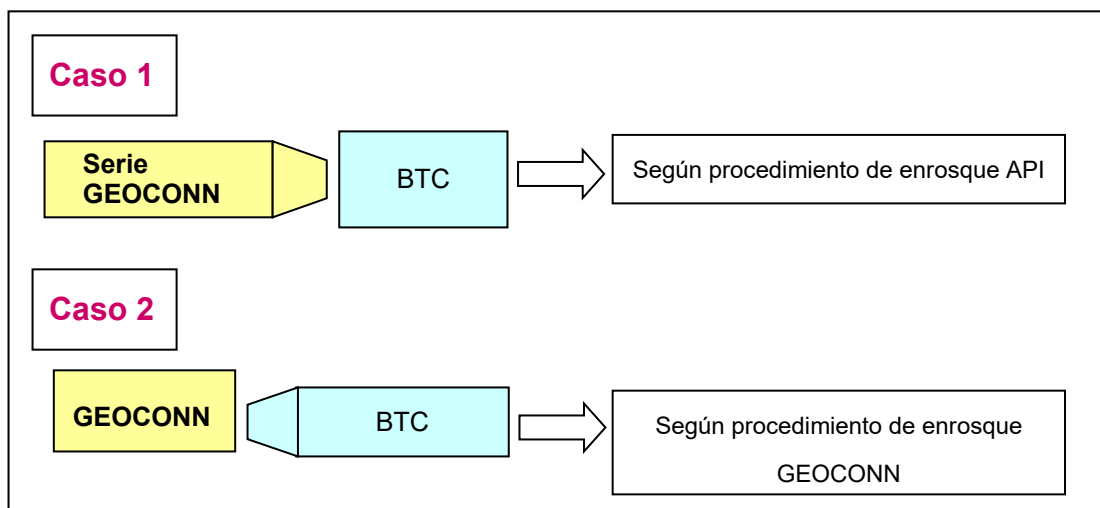 Caso 1
Serie
GEOCONN
BTC
Según procedimiento de enrosque API
Caso 2
GEOCONN
BTC
Según procedimiento de enrosque
GEOCONN